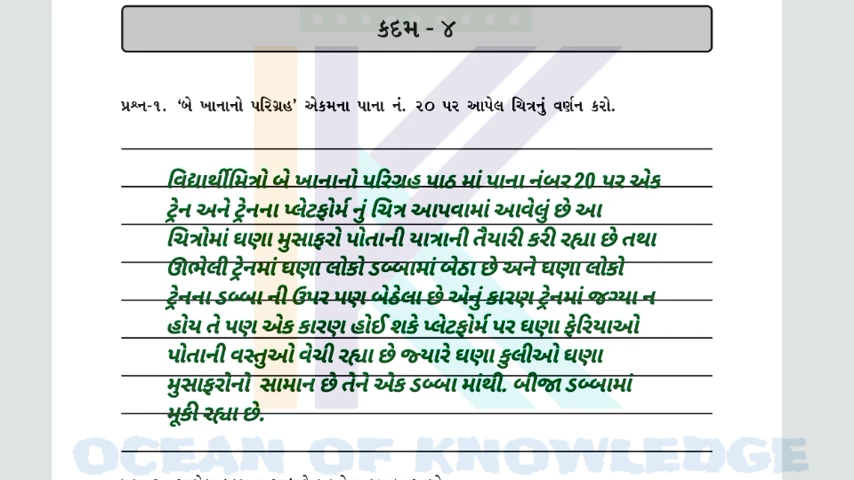 કદમ - ૪
પ્રશ્ન-૧. ‘બે ખાનાનો પરિગ્રહ’ એકમના પાના નં. ૨૦ પર આપેલ ચિત્રનું વર્ણન કરો.
વિદ્યાર્થીમિત્રો બે ખાનાનો પરિગ્રહ પાઠ માં પાના નંબર 20 પર એક
ટ્રેન અને ટ્રેનના પ્લેટફોર્મ નું ચિત્ર આપવામાં આવેલું છે આ
ચિત્રોમાં ઘણા મુસાફરો પોતાની યાત્રાની તૈયારી કરી રહ્યા છે તથા
ઊભેલી ટ્રેનમાં ઘણા લોકો ડબ્બામાં બેઠા છે અને ઘણા લોકો
ટ્રેનના ડબ્બા ની ઉપર પણ બેઠેલા છે એનું કારણ ટ્રેનમાં જગ્યા ન
હોય તે પણ એક કારણ હોઈ શકે પ્લેટફોર્મ પર ઘણા ફેરિયાઓ
પોતાની વસ્તુઓ વેચી રહ્યા છે જ્યારે ઘણા કુલીઓ ઘણા
મુસાફરોનો સામાન છે તેને એક ડબ્બા માંથી. બીજા ડબ્બામાં
મૂકી રહ્યા છે.
OCEAN OF KNOWLEDGE